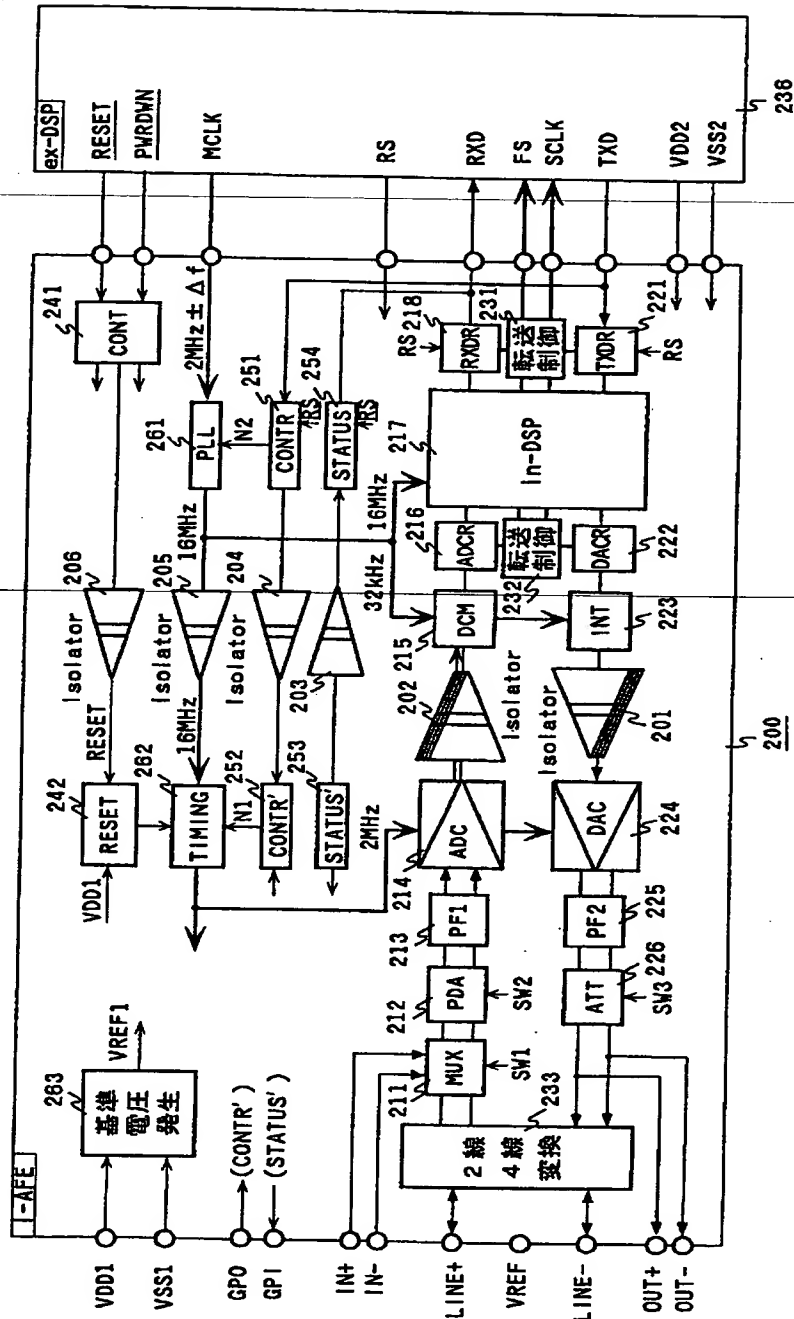 ex-DSP
RESET
PWRDWN
MCLK
RS
RXD
FS
SCLK
TXD
VDD2
VSS2
238
I-AFE
241
CONT
2MHz ± Δf
261
PLL
N2
251
CONTR
RS
254
STATUS
RS
RS
218
RXDR
231
転送
制御
221
TXDR
RS
217
In-DSP
16MHz
16MHz
32kHz
216
ADCR
転送
制御
232
DACR
222
206
Isolator
205
Isolator
204
Isolator
203
215
DCM
INT
223
202
Isolator
Isolator
201
200
RESET
16MHz
242
RESET
VDD1
262
TIMING
N1
252
CONTR'
253
STATUS'
2MHz
214
ADC
DAC
224
213
PF1
PF2
225
212
PDA
SW2
ATT
226
SW3
211
MUX
SW1
233
2線
4線
変換
263
基準
電圧
発生
VREF1
(CONTR')
(STATUS')
VDD1
VSS1
GPO
GPI
IN+
IN-
LINE+
VREF
LINE-
OUT+
OUT-